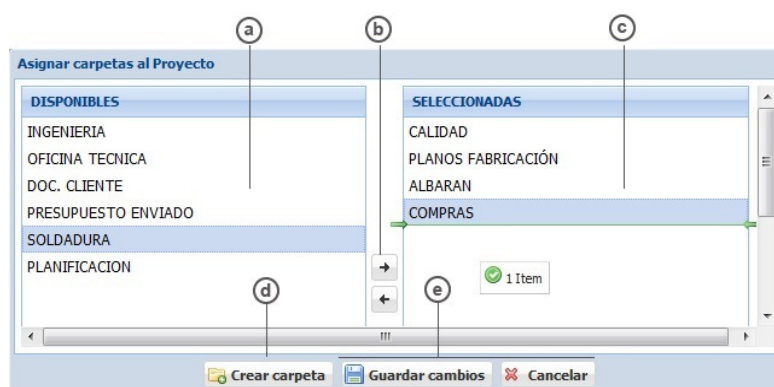 a b c
Asignar carpetas al Proyecto
DISPONIBLES
INGENIERIA
OFICINA TECNICA
DOC. CLIENTE
PRESUPUESTO ENVIADO
SOLDADURA
PLANIFICACION
SELECCIONADAS
CALIDAD
PLANOS FABRICACIÓN
ALBARAN
COMPRAS
1 Item
d e
Crear carpeta Guardar cambios Cancelar